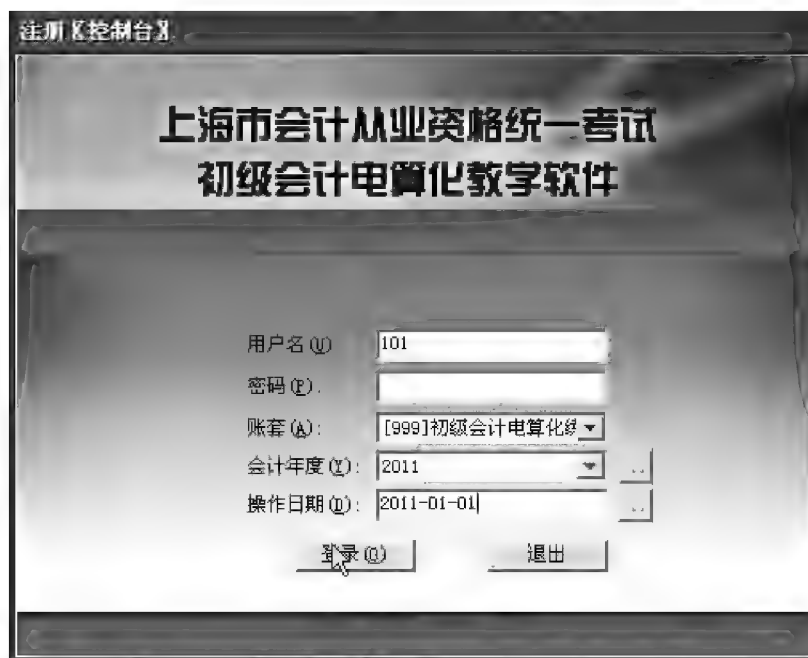 注册【控制台】
上海市会计从业资格统一考试
初级会计电算化教学软件
用户名(U) 101
密码(P):
账套(A): [999]初级会计电算化练
会计年度(Y): 2011 ..
操作日期(D): 2011-01-01 ..
登录(O) 退出